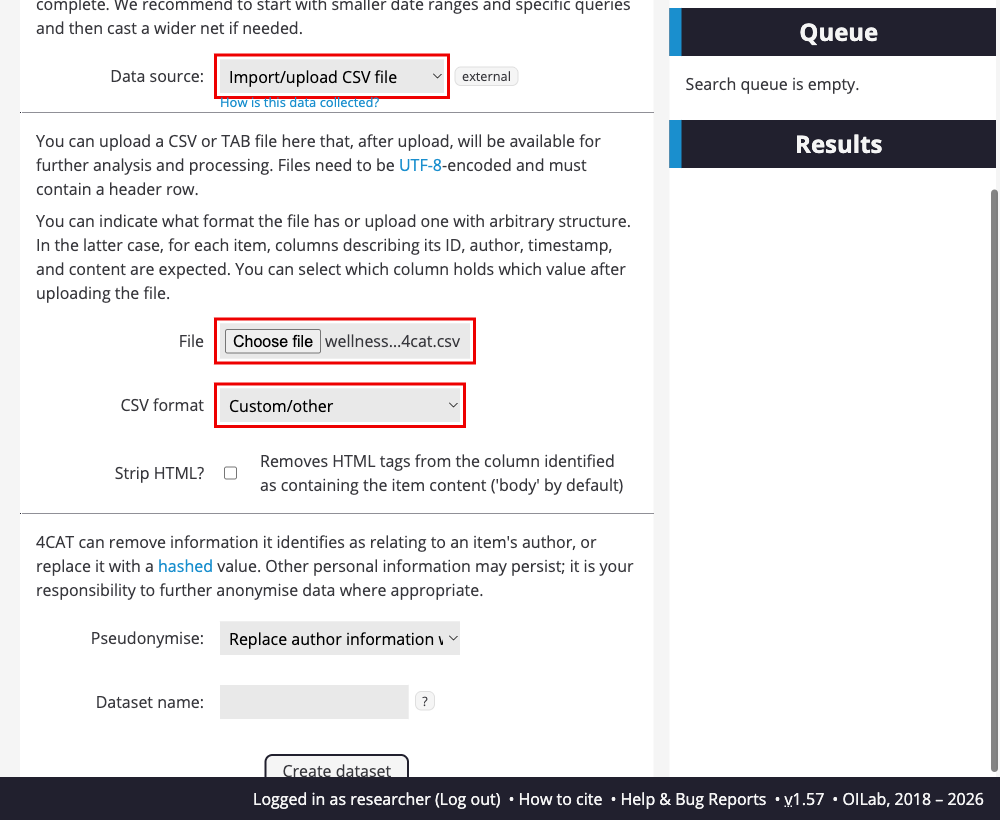 complete. We recommend to start with smaller date ranges and specific queries
and then cast a wider net if needed.
Data source:
Import/upload CSV file
external
How is this data collected?
You can upload a CSV or TAB file here that, after upload, will be available for
further analysis and processing. Files need to be UTF-8-encoded and must
contain a header row.
You can indicate what format the file has or upload one with arbitrary structure.
In the latter case, for each item, columns describing its ID, author, timestamp,
and content are expected. You can select which column holds which value after
uploading the file.
File
Choose file wellness...4cat.csv
CSV format
Custom/other
Strip HTML?
Removes HTML tags from the column identified
as containing the item content ('body' by default)
4CAT can remove information it identifies as relating to an item's author, or
replace it with a hashed value. Other personal information may persist; it is your
responsibility to further anonymise data where appropriate.
Pseudonymise:
Replace author information
Dataset name:
?
Create dataset
Queue
Search queue is empty.
Results
Logged in as researcher (Log out) • How to cite • Help & Bug Reports • v1.57 • OILab, 2018 – 2026